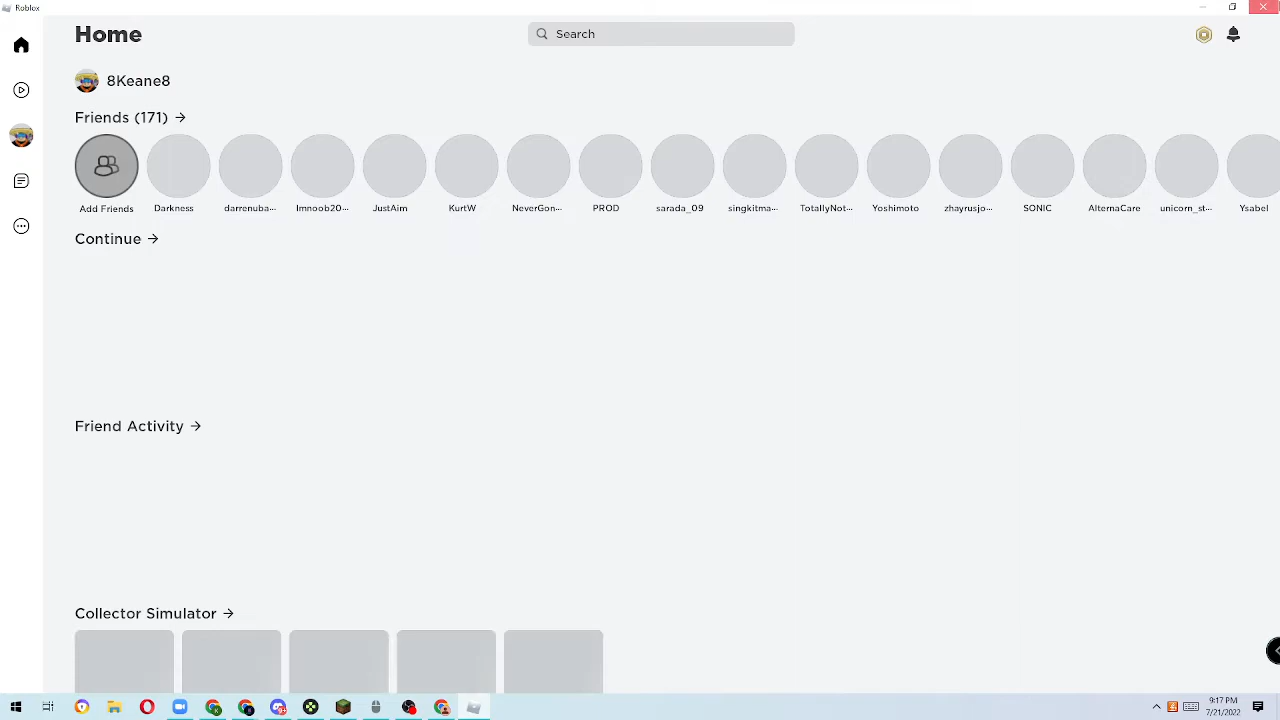 Roblox
Home
Search
8Keane8
Friends (171) →
Add Friends Darkness darrenuba... Imnoob20... JustAim KurtW NeverGon... PROD sarada_09 singkitma... TotallyNot... Yoshimoto zhayrusjo... SONIC AlternaCare unicorn_st... Ysabel
Continue →
Friend Activity →
Collector Simulator →
9:17 PM
7/21/2022